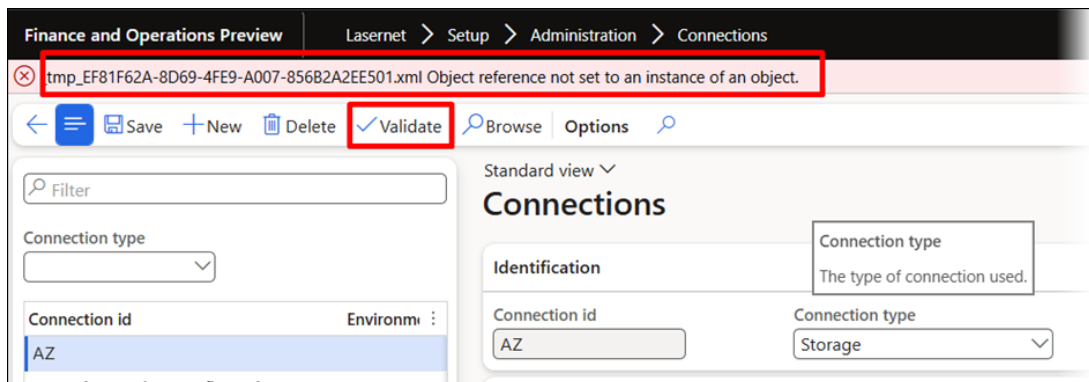 Finance and Operations Preview Lasernet > Setup > Administration > Connections
tmp_EF81F62A-8D69-4FE9-A007-856B2A2EE501.xml Object reference not set to an instance of an object.
Save New Delete Validate Browse Options
Filter
Connection type
Connection id Environm
AZ
Standard view
Connections
Identification
Connection id
AZ
Connection type
Storage
Connection type
The type of connection used.